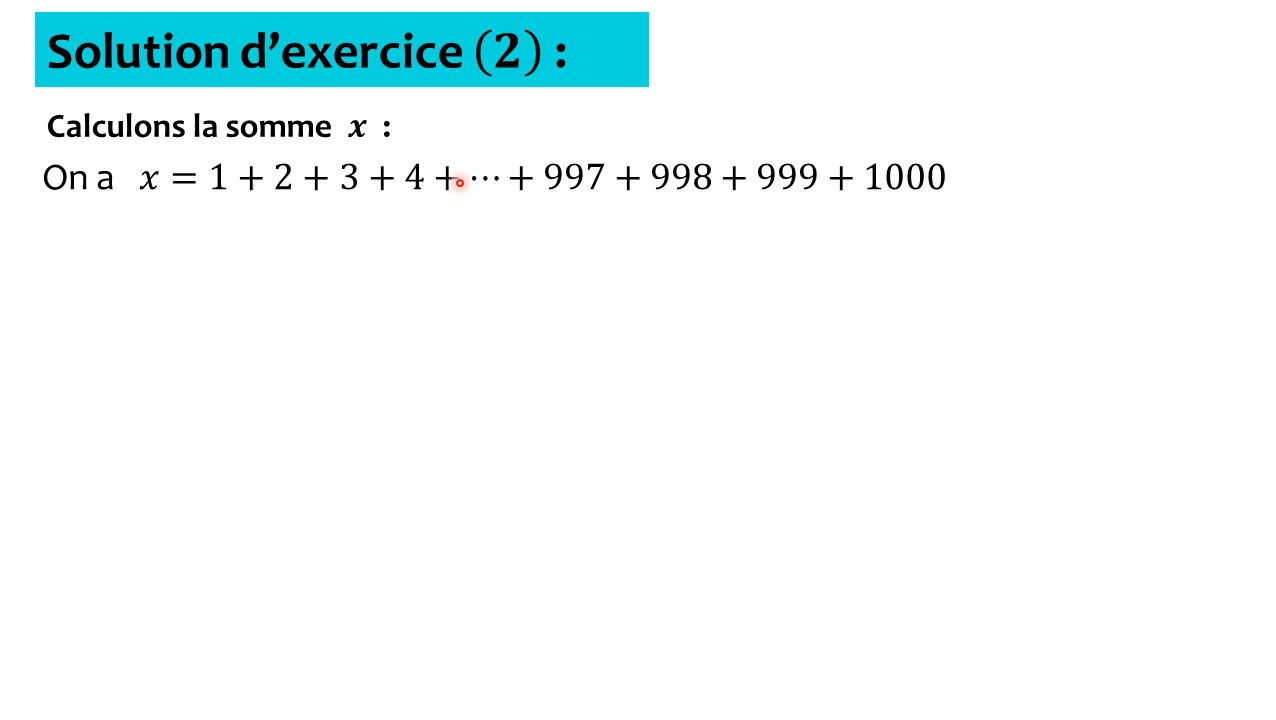 Solution d’exercice (2) :
Calculons la somme x :
On a x = 1 + 2 + 3 + 4 + ⋯ + 997 + 998 + 999 + 1000